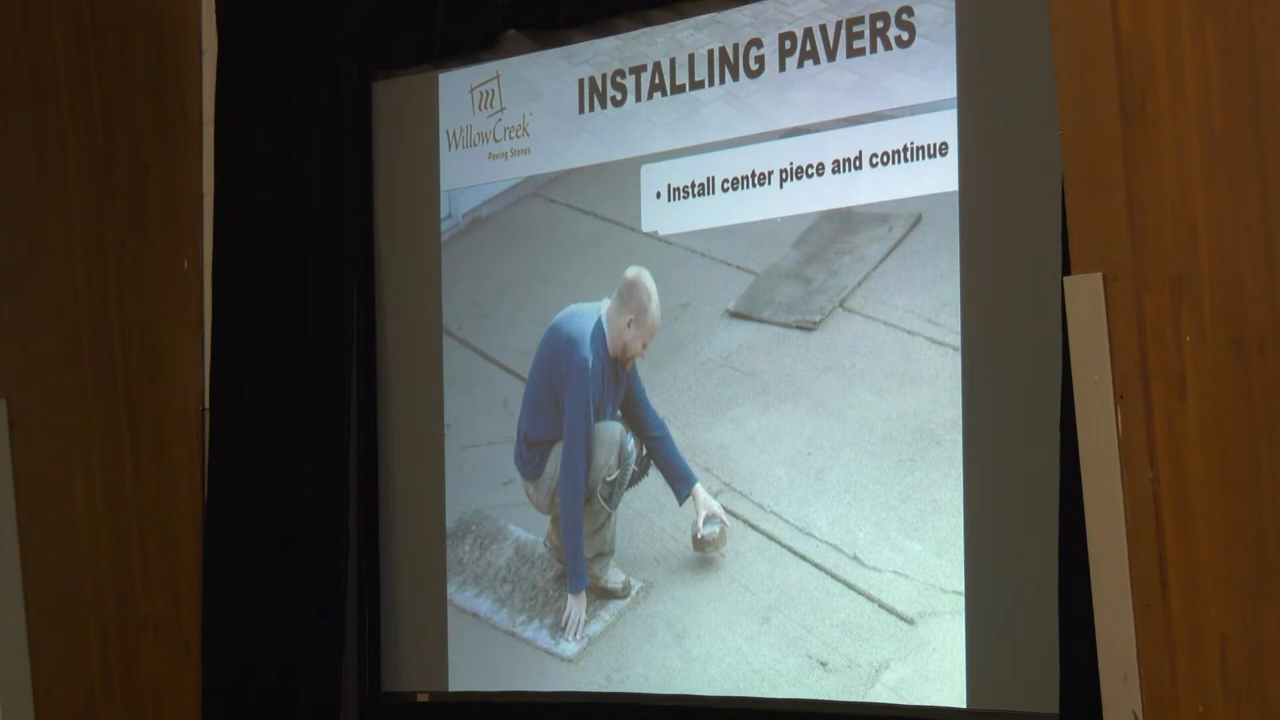 INSTALLING PAVERS
WillowCreek
Paving Stones
• Install center piece and continue